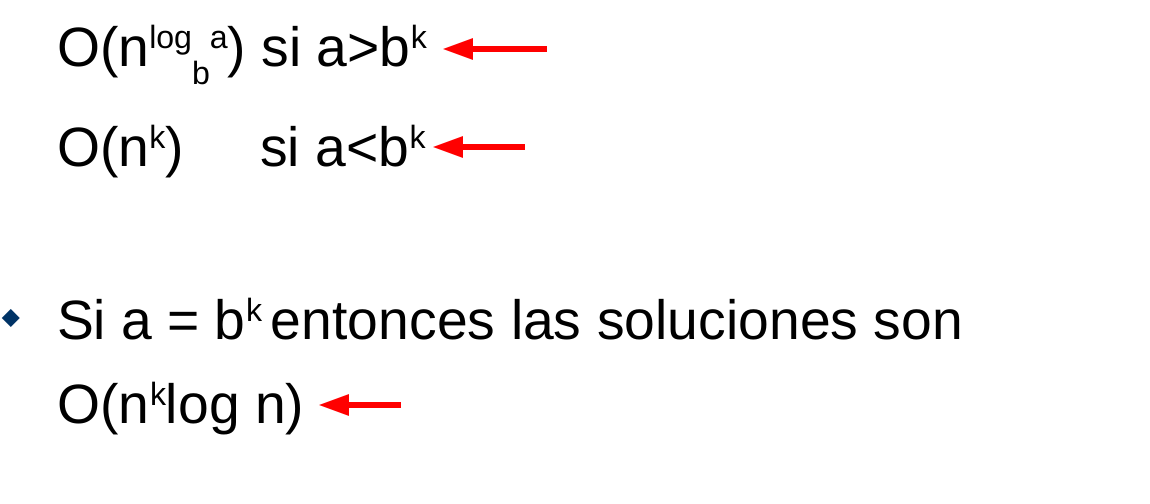 O(n^log_b a) si a>b^k
O(n^k) si a<b^k
Si a = b^k entonces las soluciones son
O(n^k log n)